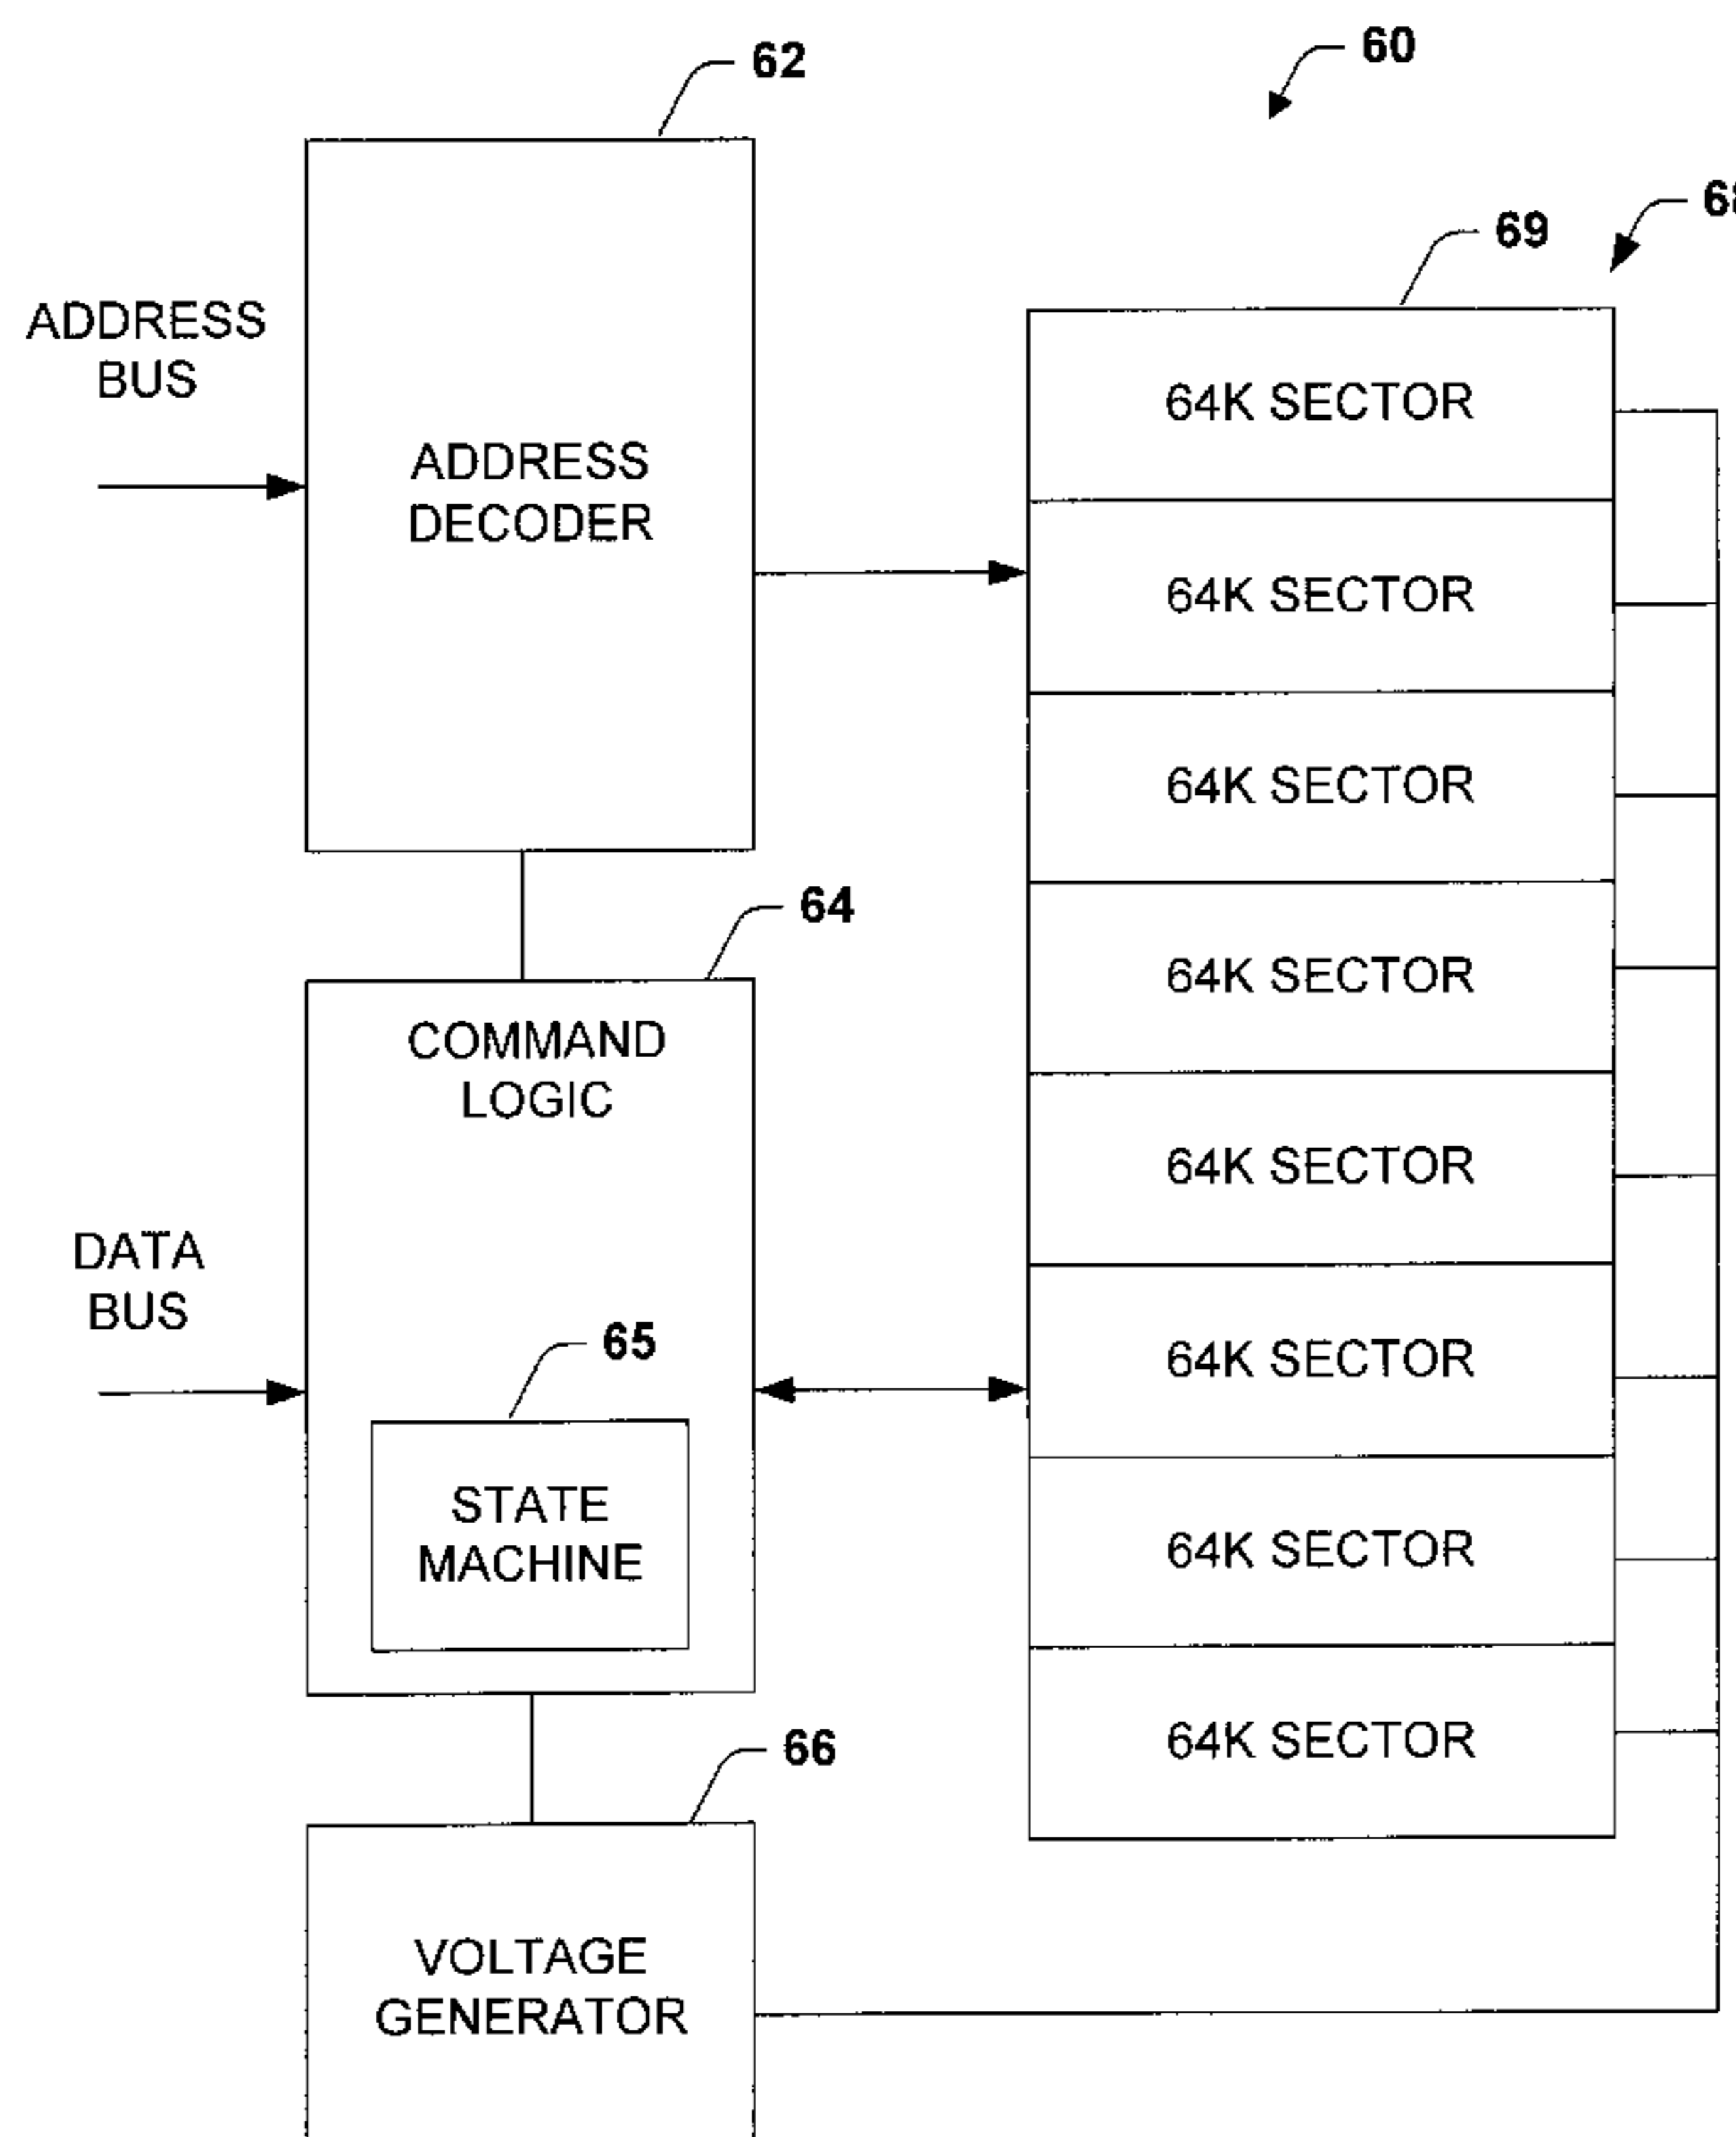 62
60
68
69
ADDRESS
BUS
ADDRESS
DECODER
64K SECTOR
64K SECTOR
64K SECTOR
64K SECTOR
64K SECTOR
64K SECTOR
64K SECTOR
64K SECTOR
64
COMMAND
LOGIC
DATA
BUS
65
STATE
MACHINE
66
VOLTAGE
GENERATOR